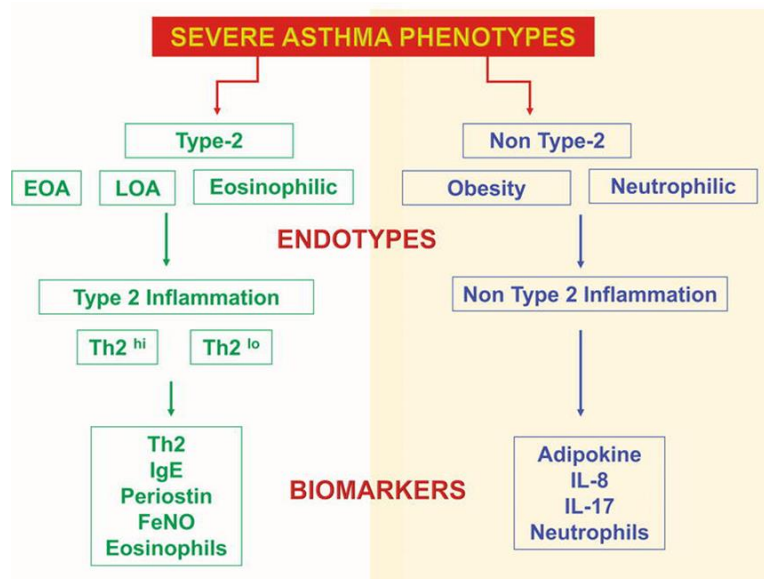 SEVERE ASTHMA PHENOTYPES
Type-2
Non Type-2
EOA
LOA
Eosinophilic
Obesity
Neutrophilic
ENDOTYPES
Type 2 Inflammation
Non Type 2 Inflammation
Th2 hi
Th2 lo
Th2
IgE
Periostin
FeNO
Eosinophils
BIOMARKERS
Adipokine
IL-8
IL-17
Neutrophils